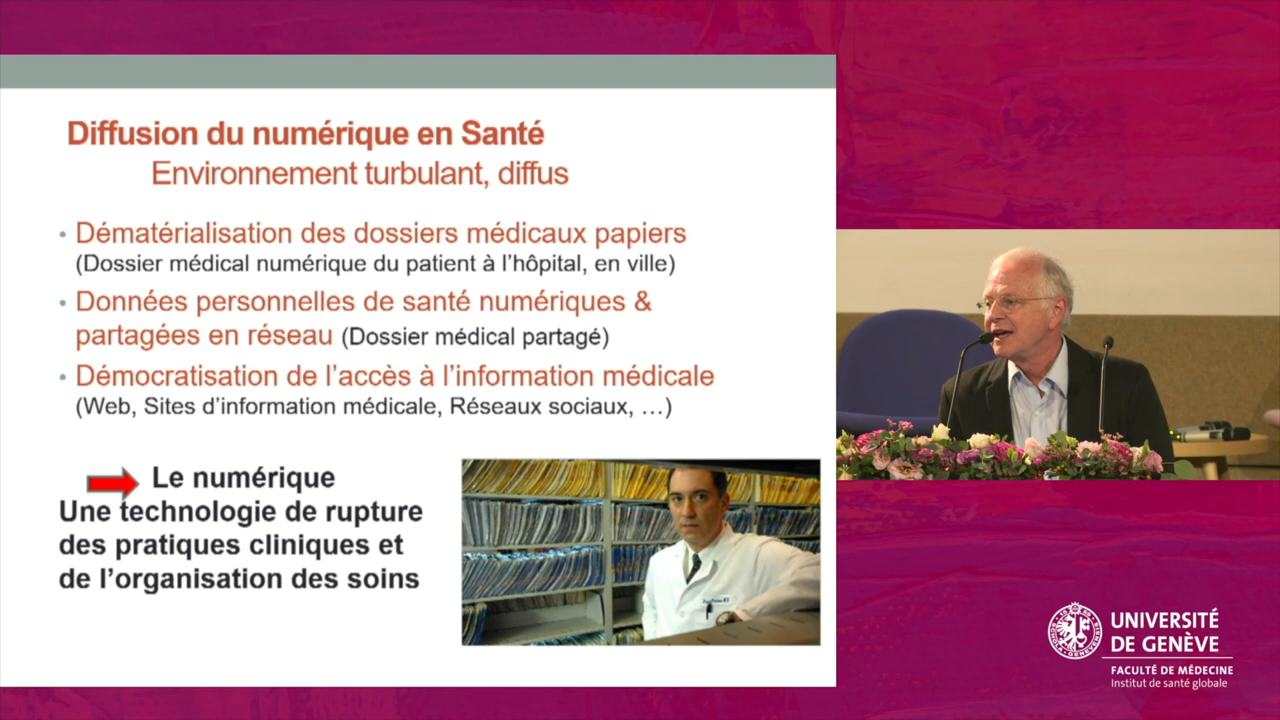 Diffusion du numérique en Santé
Environnement turbulant, diffus
• Dématérialisation des dossiers médicaux papiers
(Dossier médical numérique du patient à l'hôpital, en ville)
• Données personnelles de santé numériques &
partagées en réseau (Dossier médical partagé)
• Démocratisation de l'accès à l'information médicale
(Web, Sites d'information médicale, Réseaux sociaux, …)
Le numérique
Une technologie de rupture
des pratiques cliniques et
de l'organisation des soins
UNIVERSITÉ
DE GENÈVE
FACULTÉ DE MÉDECINE
Institut de santé globale